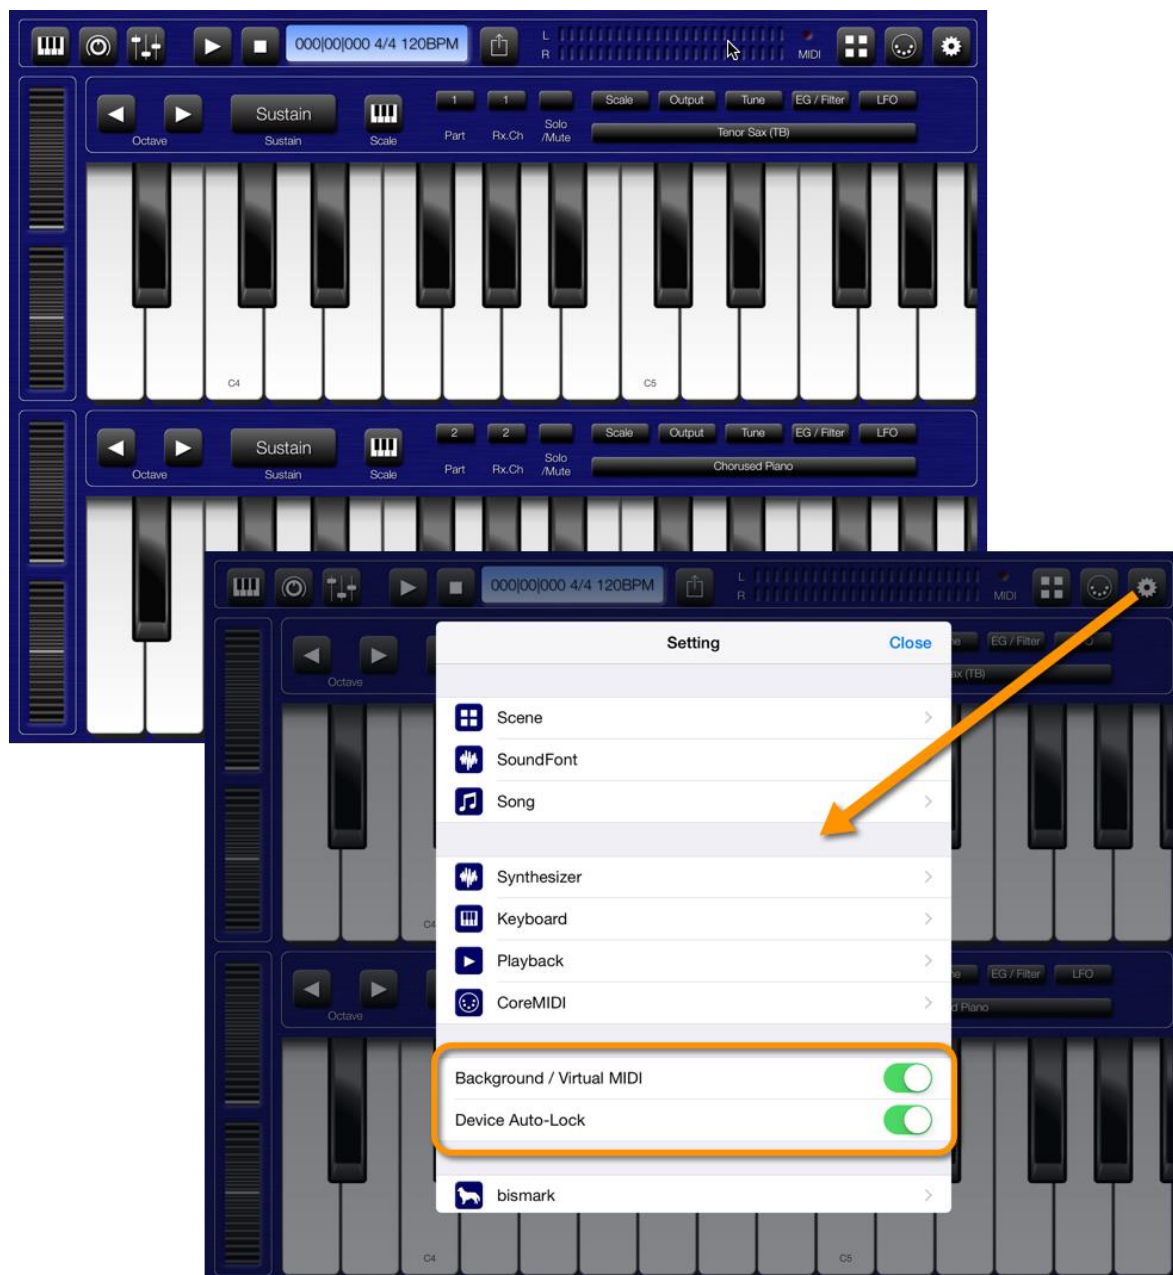 000|00|000 4/4 120BPM
L
R
MIDI
1 1 Scale Output Tune EG / Filter LFO
Sustain
Solo
/Mute
Tenor Sax (TB)
Octave Sustain Scale Part Rx.Ch
C4 C5
2 2 Scale Output Tune EG / Filter LFO
Sustain
Solo
/Mute
Chorused Piano
Octave Sustain Scale Part Rx.Ch
000|00|000 4/4 120BPM
L
R
MIDI
Setting Close
EG / Filter
ax (TB)
Octave
Scene
SoundFont
Song
Synthesizer
C4
Keyboard
Playback
EG / Filter LFO
CoreMIDI
d Piano
Octave
Background / Virtual MIDI
Device Auto-Lock
bismark
C4 C5